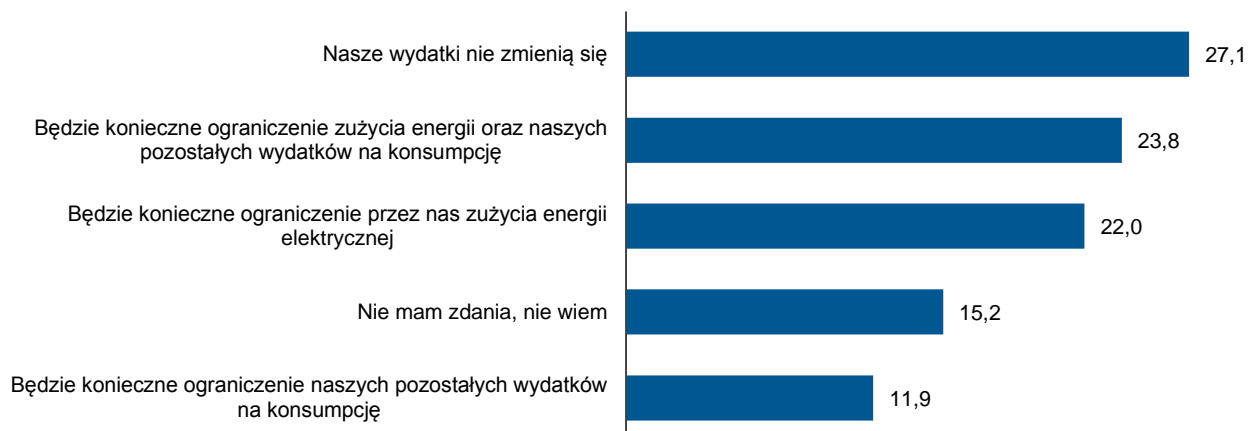 Nasze wydatki nie zmienią się
27,1
Będzie konieczne ograniczenie zużycia energii oraz naszych
pozostałych wydatków na konsumpcję
23,8
Będzie konieczne ograniczenie przez nas zużycia energii
elektrycznej
22,0
Nie mam zdania, nie wiem
15,2
Będzie konieczne ograniczenie naszych pozostałych wydatków
na konsumpcję
11,9